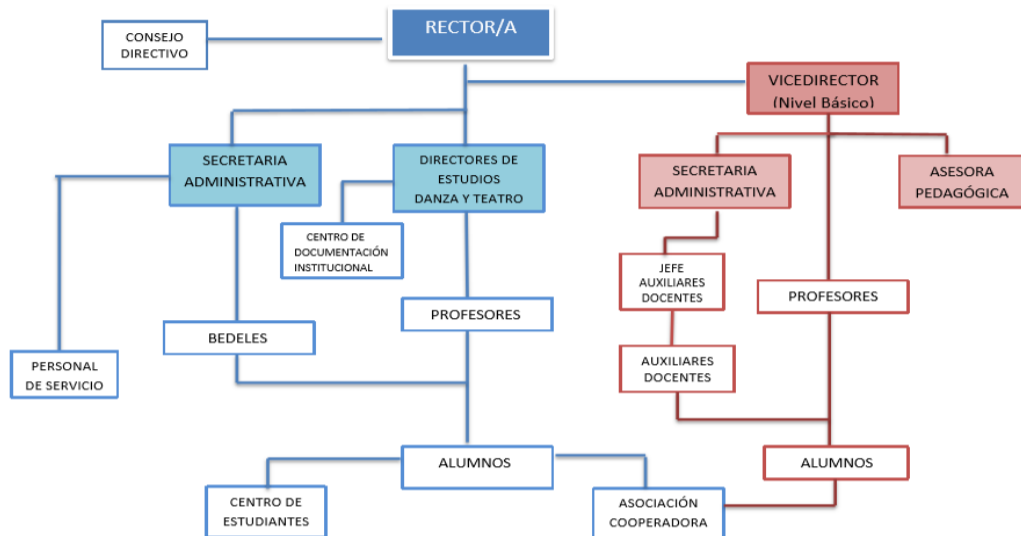 RECTOR/A
CONSEJO
DIRECTIVO
VICEDIRECTOR
(Nivel Básico)
SECRETARIA
ADMINISTRATIVA
DIRECTORES DE
ESTUDIOS
DANZA Y TEATRO
SECRETARIA
ADMINISTRATIVA
ASESORA
PEDAGÓGICA
CENTRO DE
DOCUMENTACIÓN
INSTITUCIONAL
JEFE
AUXILIARES
DOCENTES
PROFESORES
PROFESORES
BEDELES
PERSONAL
DE SERVICIO
AUXILIARES
DOCENTES
ALUMNOS
ALUMNOS
CENTRO DE
ESTUDIANTES
ASOCIACIÓN
COOPERADORA